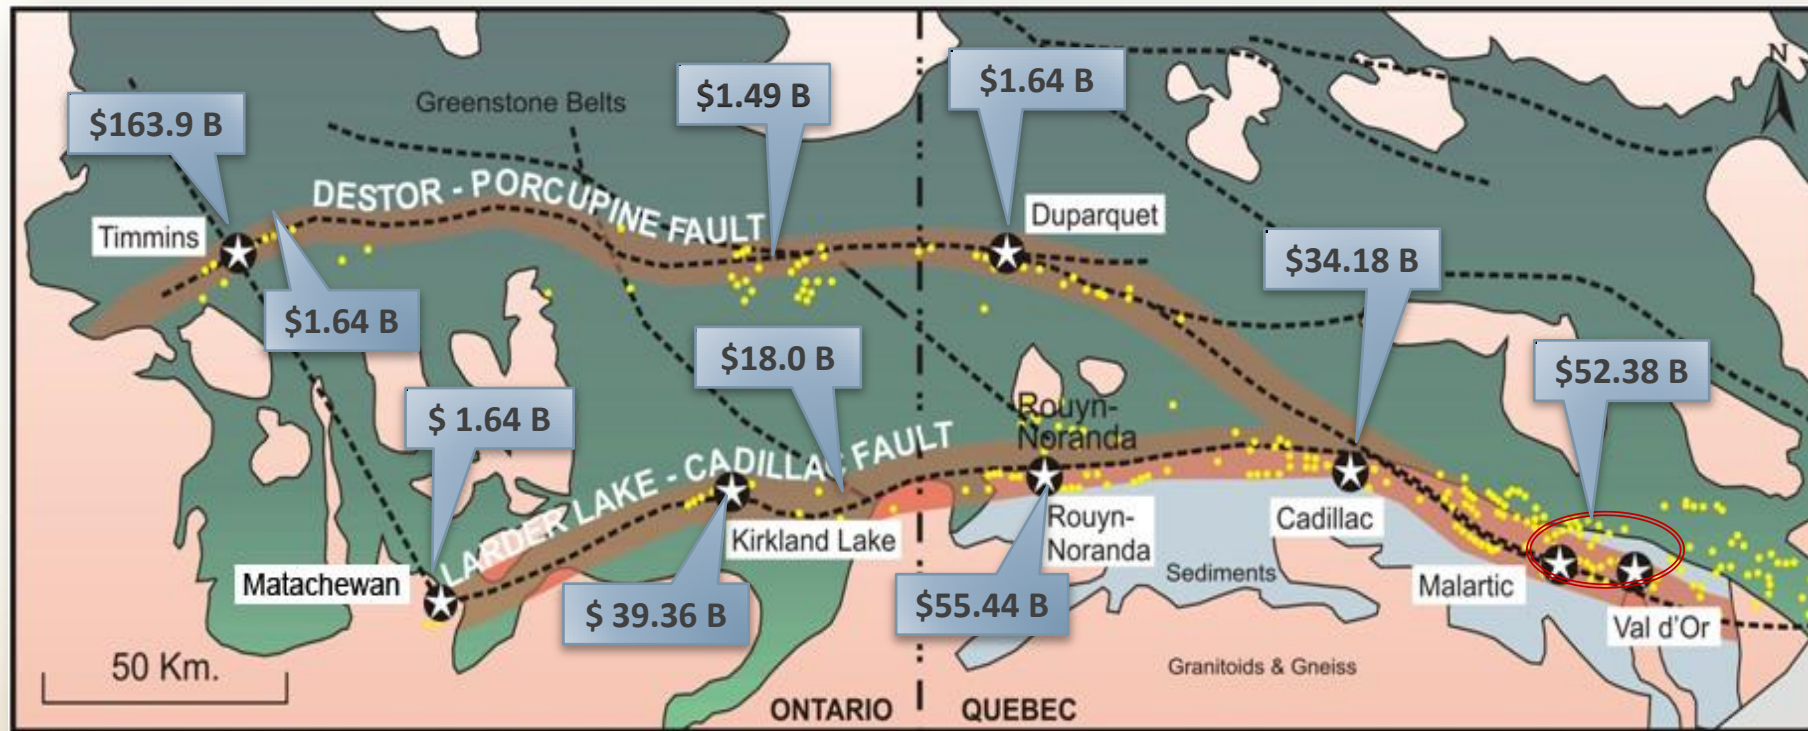 N
$163.9 B
Greenstone Belts
$1.49 B
$1.64 B
DESTOR - PORCUPINE FAULT
Timmins
Duparquet
$34.18 B
$1.64 B
$18.0 B
$52.38 B
$ 1.64 B
Rouyn-
Noranda
LARDER LAKE - CADILLAC FAULT
Kirkland Lake
Rouyn-
Noranda
Cadillac
Matachewan
$ 39.36 B
$55.44 B
Sediments
Malartic
Val d'Or
50 Km.
Granitoids & Gneiss
ONTARIO
QUEBEC